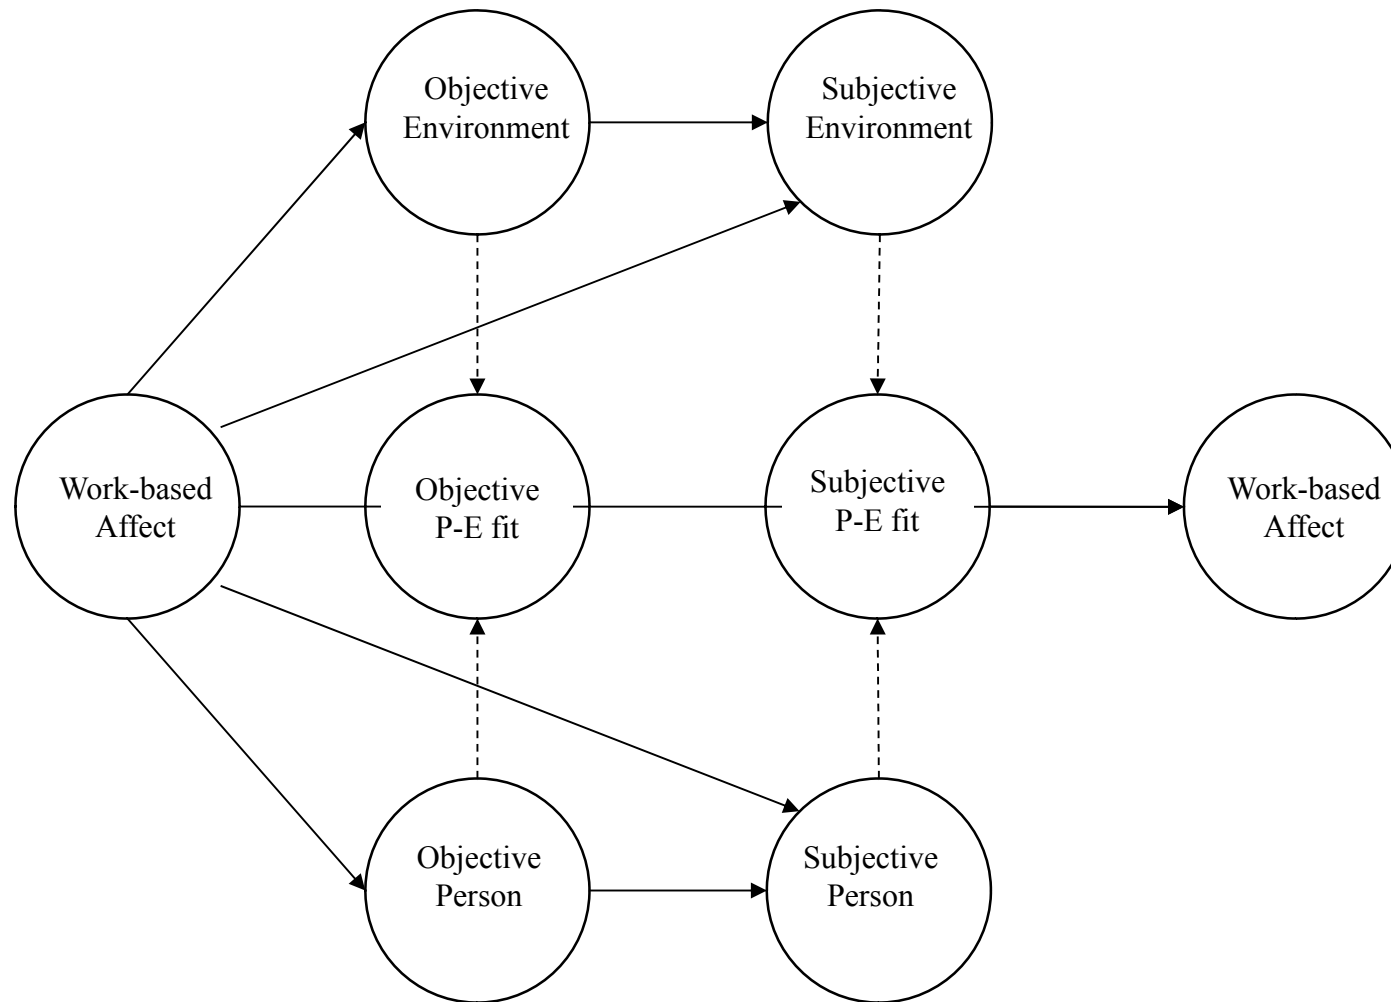 Objective
Environment
Subjective
Environment
Work-based
Affect
Objective
P-E fit
Subjective
P-E fit
Work-based
Affect
Objective
Person
Subjective
Person